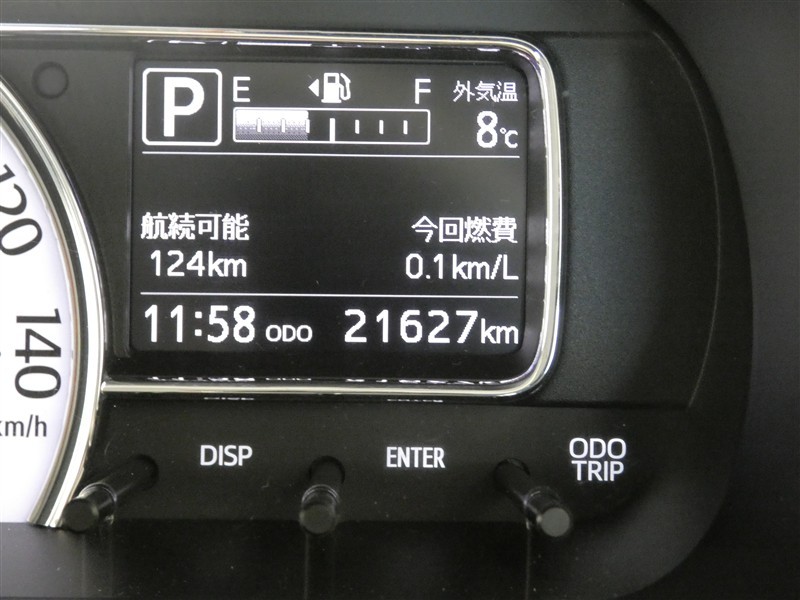 P E F 外気温
8℃
120
航続可能 今回燃費
124km 0.1km/L
11:58 ODO 21627km
140
km/h
DISP ENTER ODO
TRIP